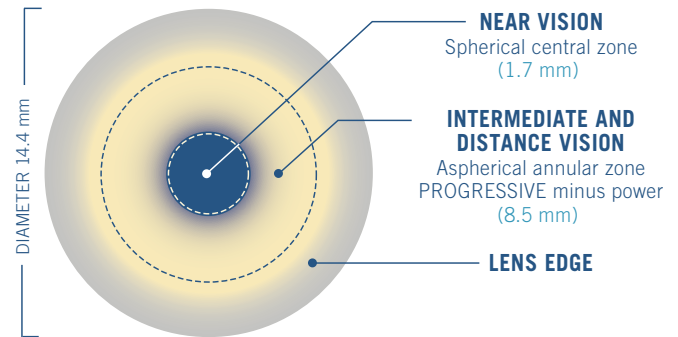 NEAR VISION
Spherical central zone
(1.7 mm)
INTERMEDIATE AND
DISTANCE VISION
Aspherical annular zone
PROGRESSIVE minus power
(8.5 mm)
LENS EDGE
DIAMETER 14.4 mm